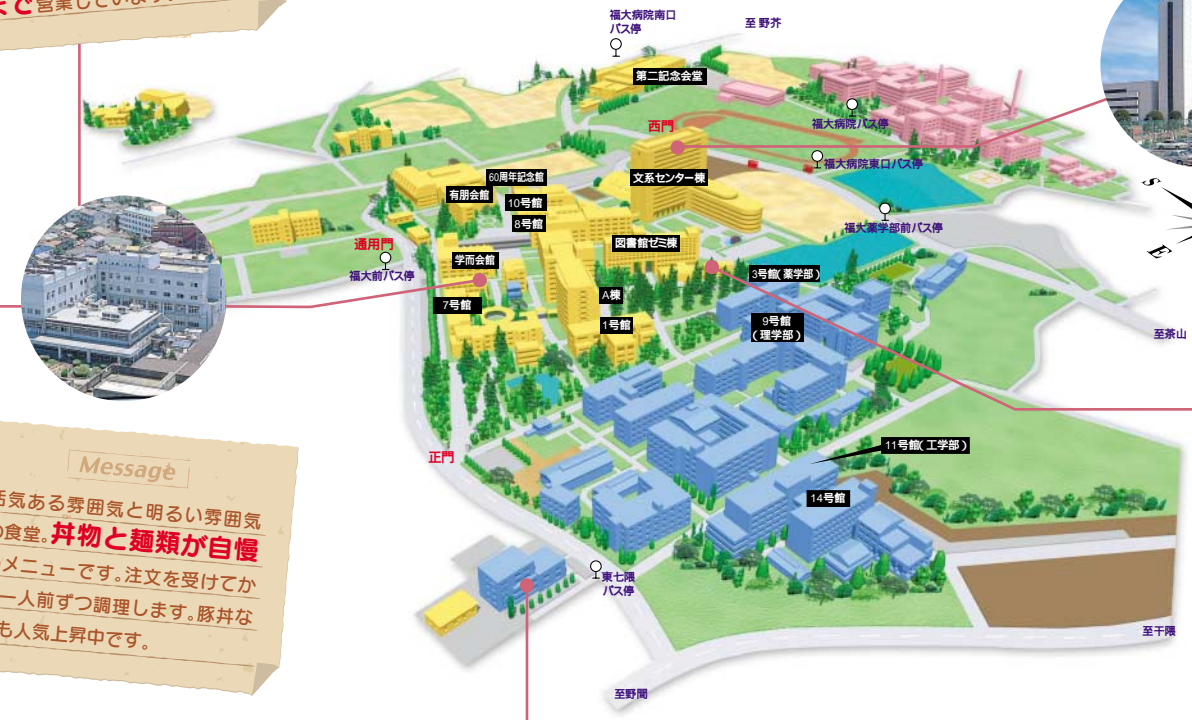 まで営業しています
福大病院南口
バス停
至 野芥
第二記念会堂
福大病院バス停
西門
福大病院東口バス停
60周年記念館
文系センター棟
有朋会館
10号館
8号館
福大薬学部前バス停
通用門
福大前バス停
学而会館
図書館ゼミ棟
3号館(薬学部)
7号館
A棟
1号館
9号館
(理学部)
至茶山
S
E
正門
11号館(工学部)
14号館
東七隈
バス停
至干隈
至野間
Message
活気ある雰囲気と明るい雰囲気
の食堂。丼物と麺類が自慢
のメニューです。注文を受けてか
一人前ずつ調理します。豚丼な
も人気上昇中です。